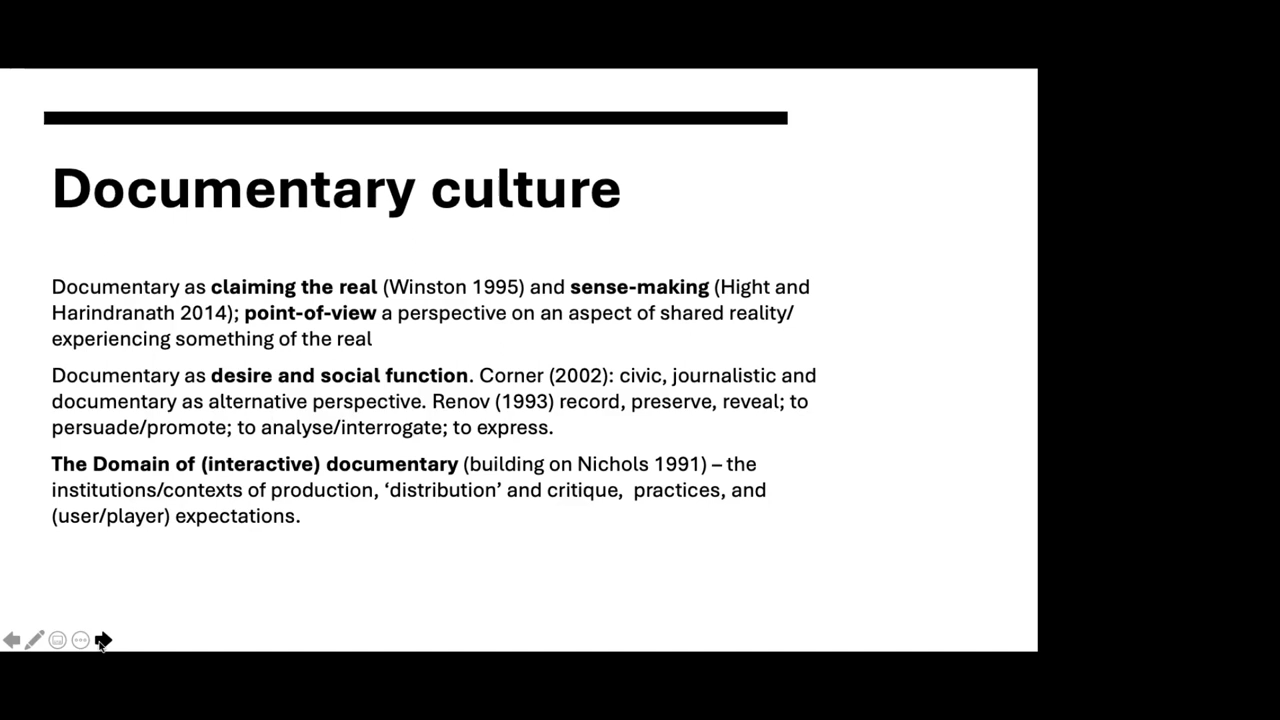 Documentary culture
Documentary as claiming the real (Winston 1995) and sense-making (Hight and
Harindranath 2014); point-of-view a perspective on an aspect of shared reality/
experiencing something of the real
Documentary as desire and social function. Corner (2002): civic, journalistic and
documentary as alternative perspective. Renov (1993) record, preserve, reveal; to
persuade/promote; to analyse/interrogate; to express.
The Domain of (interactive) documentary (building on Nichols 1991) – the
institutions/contexts of production, ‘distribution’ and critique,  practices, and
(user/player) expectations.